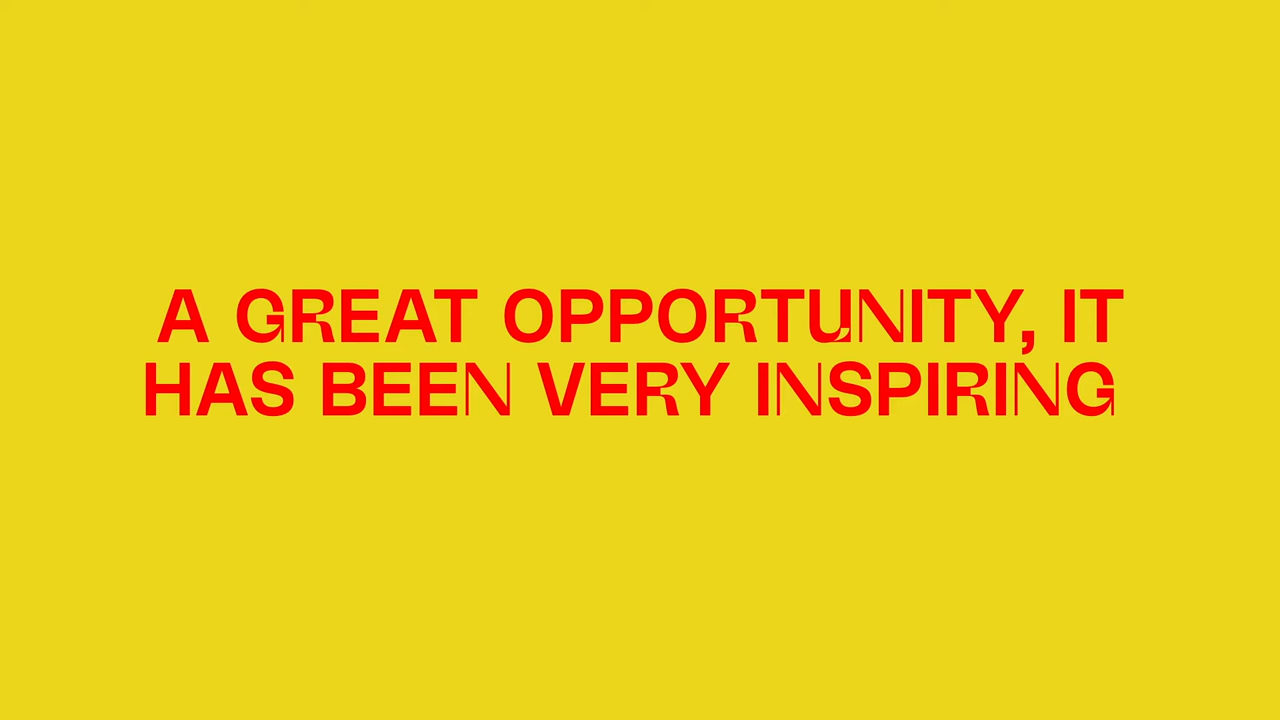 A GREAT OPPORTUNITY, IT
HAS BEEN VERY INSPIRING